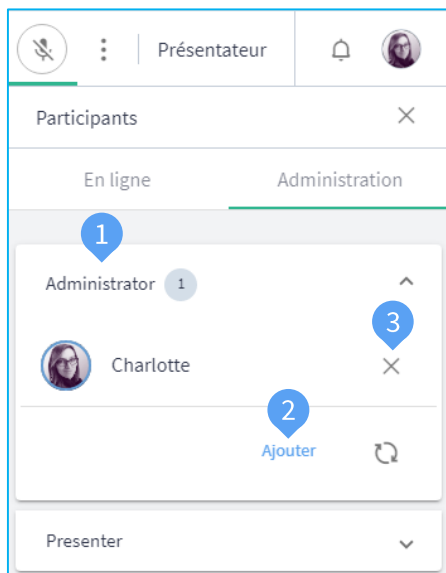 Présentateur
Participants
En ligne Administration
1
Administrator 1
3
Charlotte
2
Ajouter
Presenter